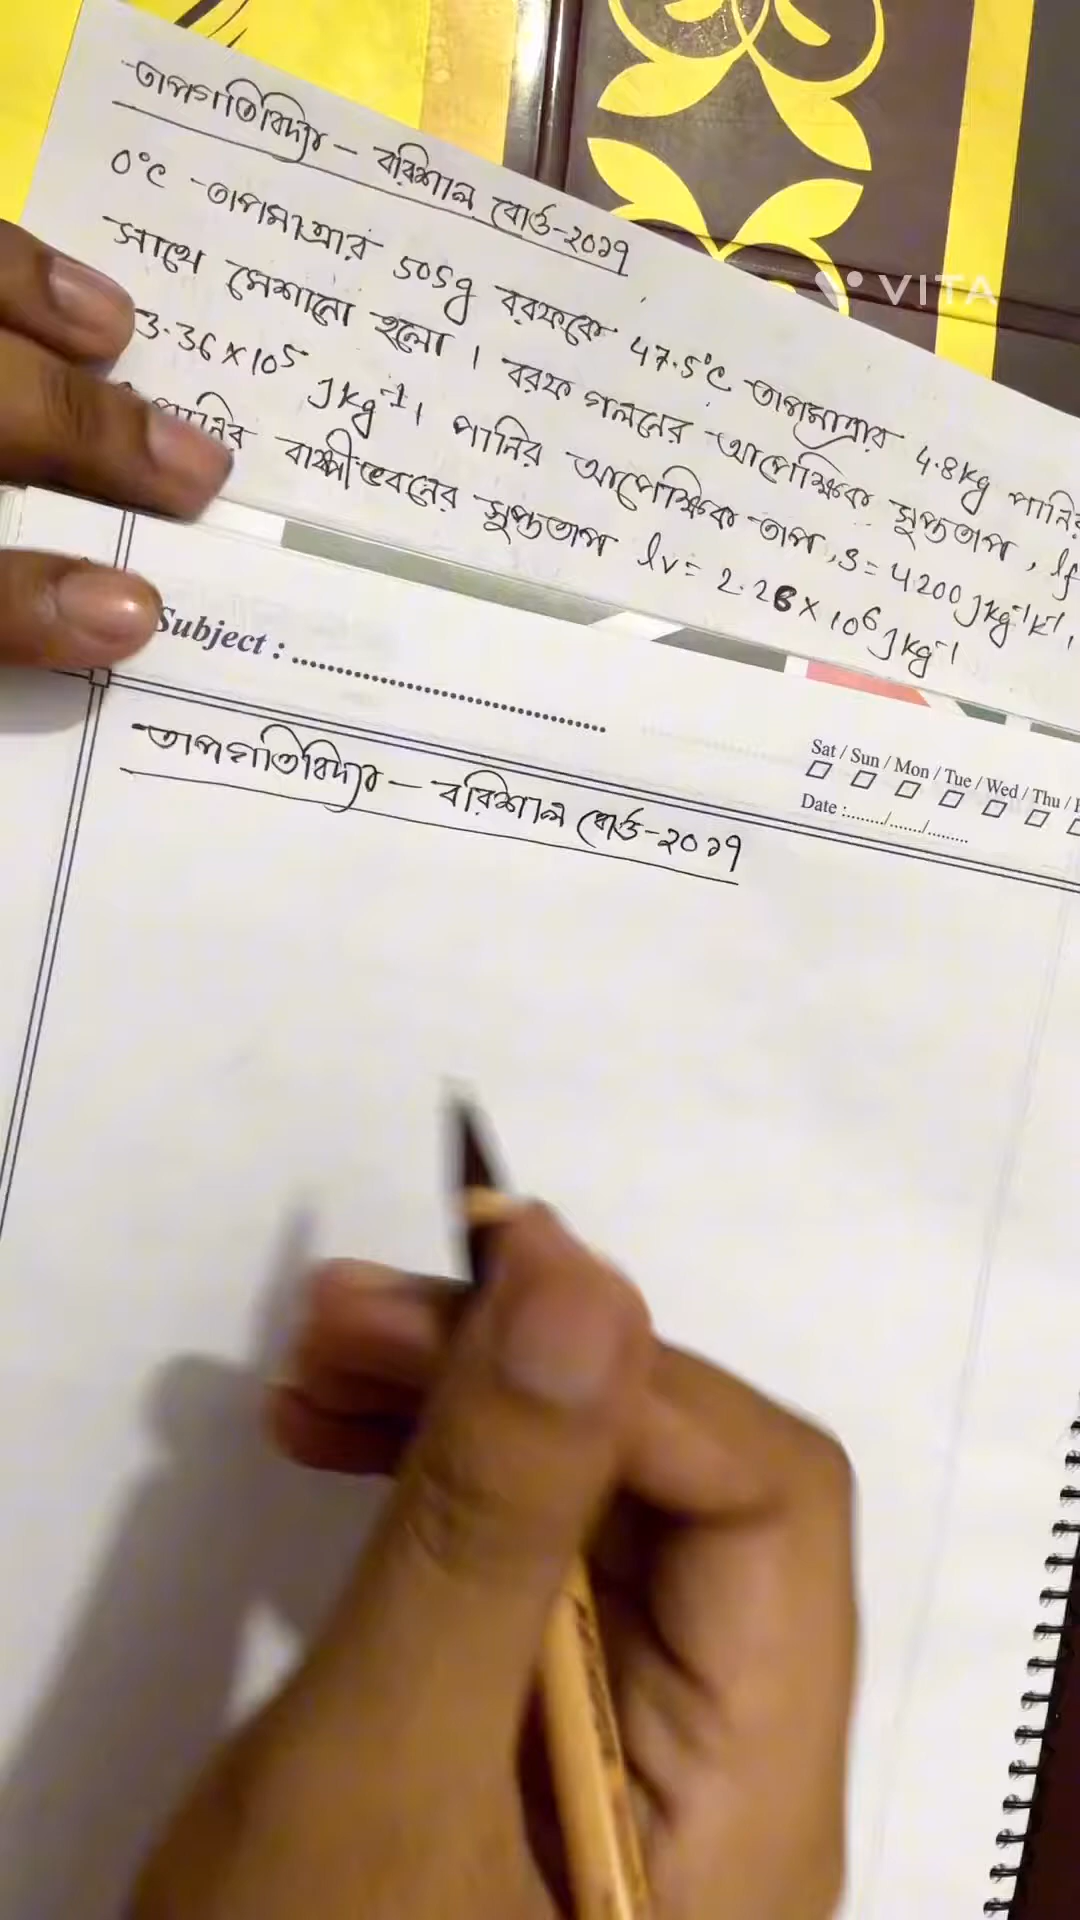 তাপগতিবিদ্যা - বরিশাল বোর্ড-২০১৭
0°C তাপমাত্রার 505g বরফকে 47.5°C তাপমাত্রার 4.8kg পানির
সাথে মেশানো হলো। বরফ গলনের আপেক্ষিক সুপ্ততাপ, lf
3.36×10⁵ Jkg⁻¹। পানির আপেক্ষিক তাপ, s = 4200 Jkg⁻¹k⁻¹,
পানির বাষ্পীভবনের সুপ্ততাপ lv = 2.26×10⁶ Jkg⁻¹
VITA
Subject :
Sat / Sun / Mon / Tue / Wed / Thu /
Date :......../......./.........
তাপগতিবিদ্যা - বরিশাল বোর্ড-২০১৭